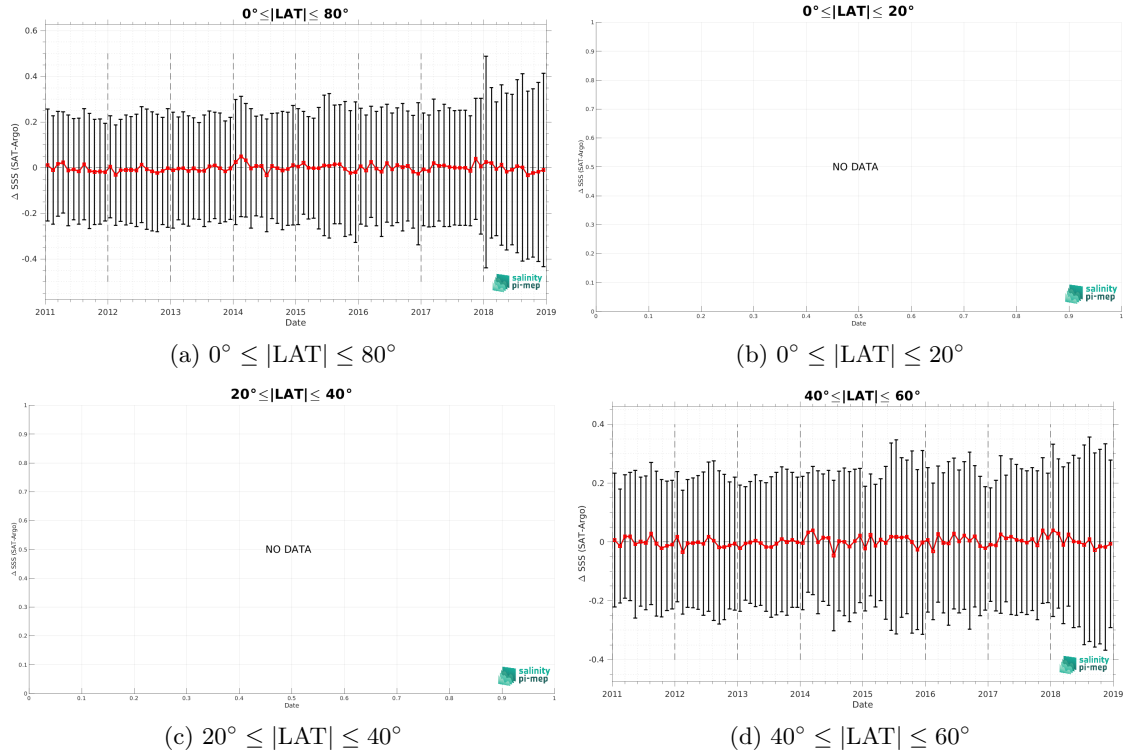 0°≤|LAT|≤ 80°
0.6
0.4
0.2
0
-0.2
-0.4
Δ SSS (SAT-Argo)
2011 2012 2013 2014 2015 2016 2017 2018 2019
Date
salinity
pi-mep
(a) 0° ≤ |LAT| ≤ 80°
0°≤|LAT|≤ 20°
1
0.9
0.8
0.7
0.6
0.5
0.4
0.3
0.2
0.1
0
Δ SSS (SAT-Argo)
NO DATA
0 0.1 0.2 0.3 0.4 0.5 0.6 0.7 0.8 0.9 1
Date
salinity
pi-mep
(b) 0° ≤ |LAT| ≤ 20°
20°≤|LAT|≤ 40°
1
0.9
0.8
0.7
0.6
0.5
0.4
0.3
0.2
0.1
0
Δ SSS (SAT-Argo)
NO DATA
0 0.1 0.2 0.3 0.4 0.5 0.6 0.7 0.8 0.9 1
Date
salinity
pi-mep
(c) 20° ≤ |LAT| ≤ 40°
40°≤|LAT|≤ 60°
0.4
0.2
0
-0.2
-0.4
Δ SSS (SAT-Argo)
2011 2012 2013 2014 2015 2016 2017 2018 2019
Date
salinity
pi-mep
(d) 40° ≤ |LAT| ≤ 60°